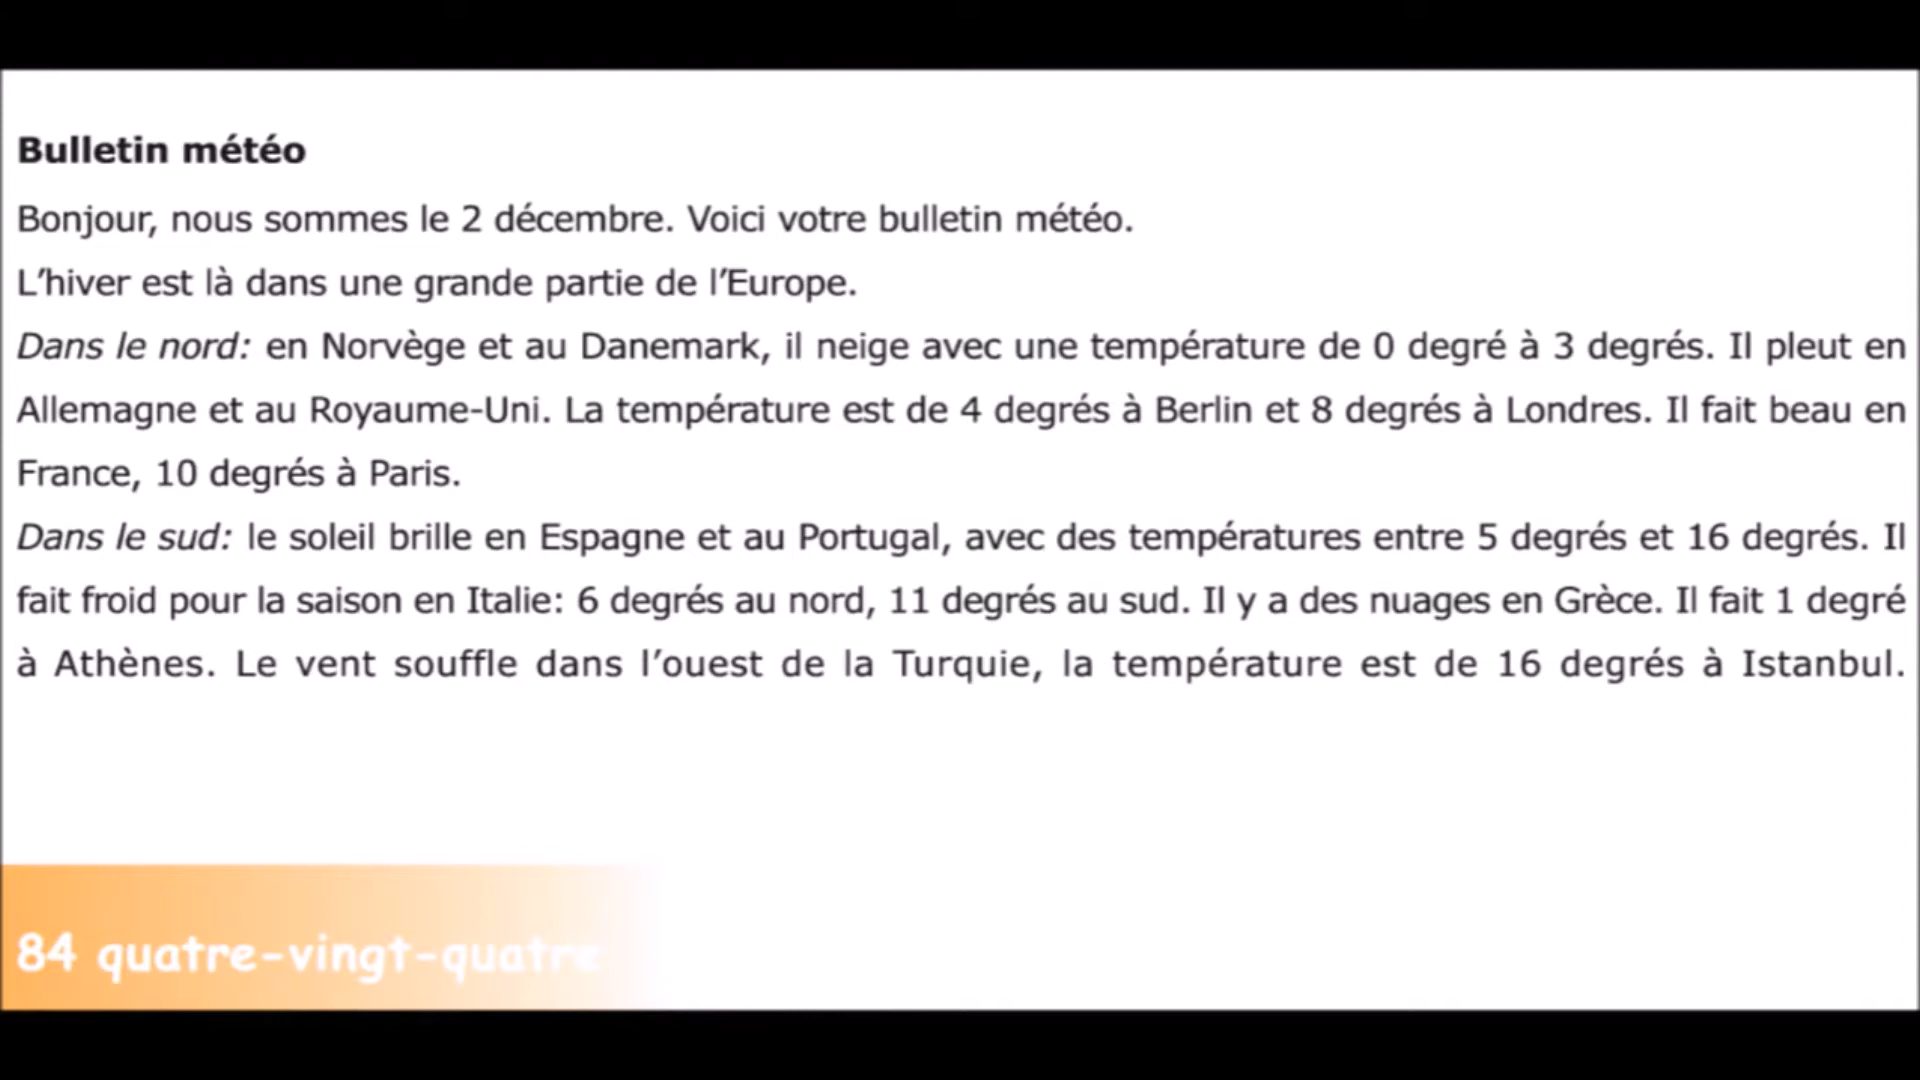 Bulletin météo
Bonjour, nous sommes le 2 décembre. Voici votre bulletin météo.
L’hiver est là dans une grande partie de l’Europe.
Dans le nord: en Norvège et au Danemark, il neige avec une température de 0 degré à 3 degrés. Il pleut en
Allemagne et au Royaume-Uni. La température est de 4 degrés à Berlin et 8 degrés à Londres. Il fait beau en
France, 10 degrés à Paris.
Dans le sud: le soleil brille en Espagne et au Portugal, avec des températures entre 5 degrés et 16 degrés. Il
fait froid pour la saison en Italie: 6 degrés au nord, 11 degrés au sud. Il y a des nuages en Grèce. Il fait 1 degré
à Athènes. Le vent souffle dans l’ouest de la Turquie, la température est de 16 degrés à Istanbul.
84 quatre-vingt-quatre